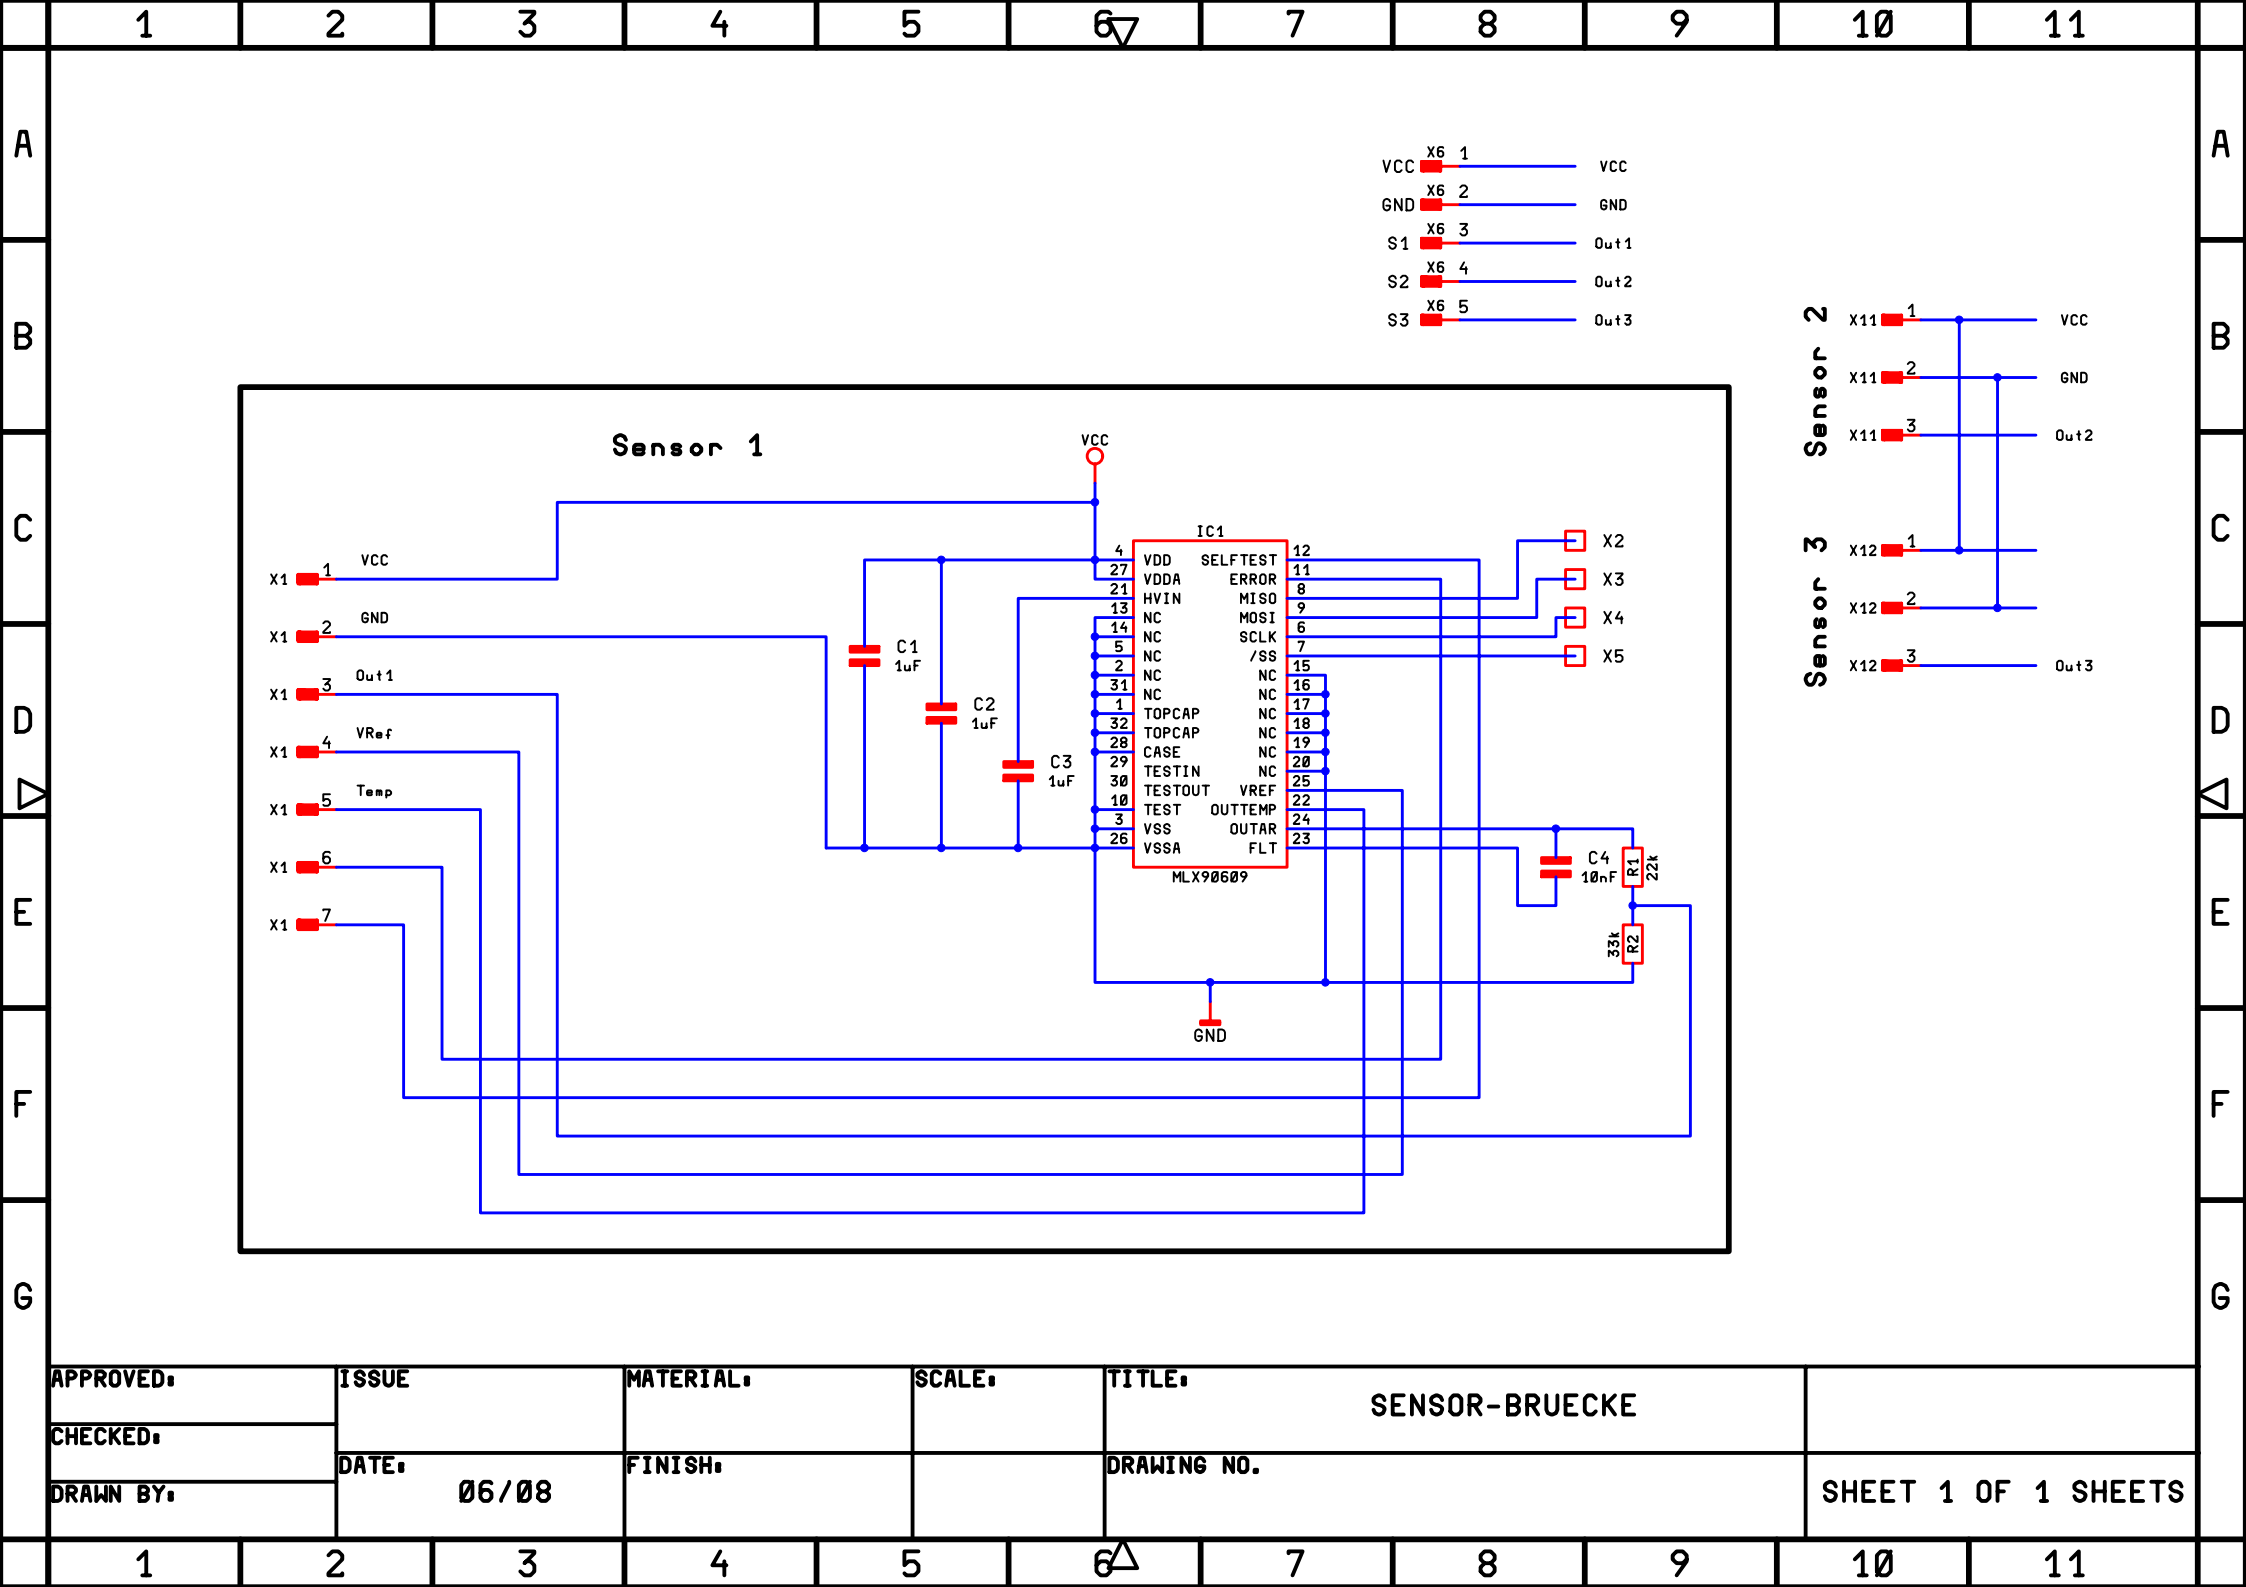 1 2 3 4 5 6 7 8 9 10 11
A A
B B
C C
D D
E E
F F
G G
VCC X6 1 VCC
GND X6 2 GND
S1 X6 3 Out1
S2 X6 4 Out2
S3 X6 5 Out3
Sensor 2
X11 1 VCC
X11 2 GND
X11 3 Out2
Sensor 3
X12 1
X12 2
X12 3 Out3
Sensor 1
VCC
X1 1 VCC
X1 2 GND
X1 3 Out1
X1 4 VRef
X1 5 Temp
X1 6
X1 7
C1
1uF
C2
1uF
C3
1uF
IC1
4 VDD SELFTEST 12
27 VDDA ERROR 11
21 HVIN MISO 8
13 NC MOSI 9
14 NC SCLK 6
5 NC /SS 7
2 NC NC 15
31 NC NC 16
1 TOPCAP NC 17
32 TOPCAP NC 18
28 CASE NC 19
29 TESTIN NC 20
30 TESTOUT VREF 25
10 TEST OUTTEMP 22
3 VSS OUTAR 24
26 VSSA FLT 23
MLX90609
X2
X3
X4
X5
C4
10nF
R1
22k
R2
33k
GND
APPROVED:
CHECKED:
DRAWN BY:
ISSUE
DATE:
06/08
MATERIAL:
FINISH:
SCALE:
TITLE:
SENSOR-BRUECKE
DRAWING NO.
SHEET 1 OF 1 SHEETS
1 2 3 4 5 6 7 8 9 10 11